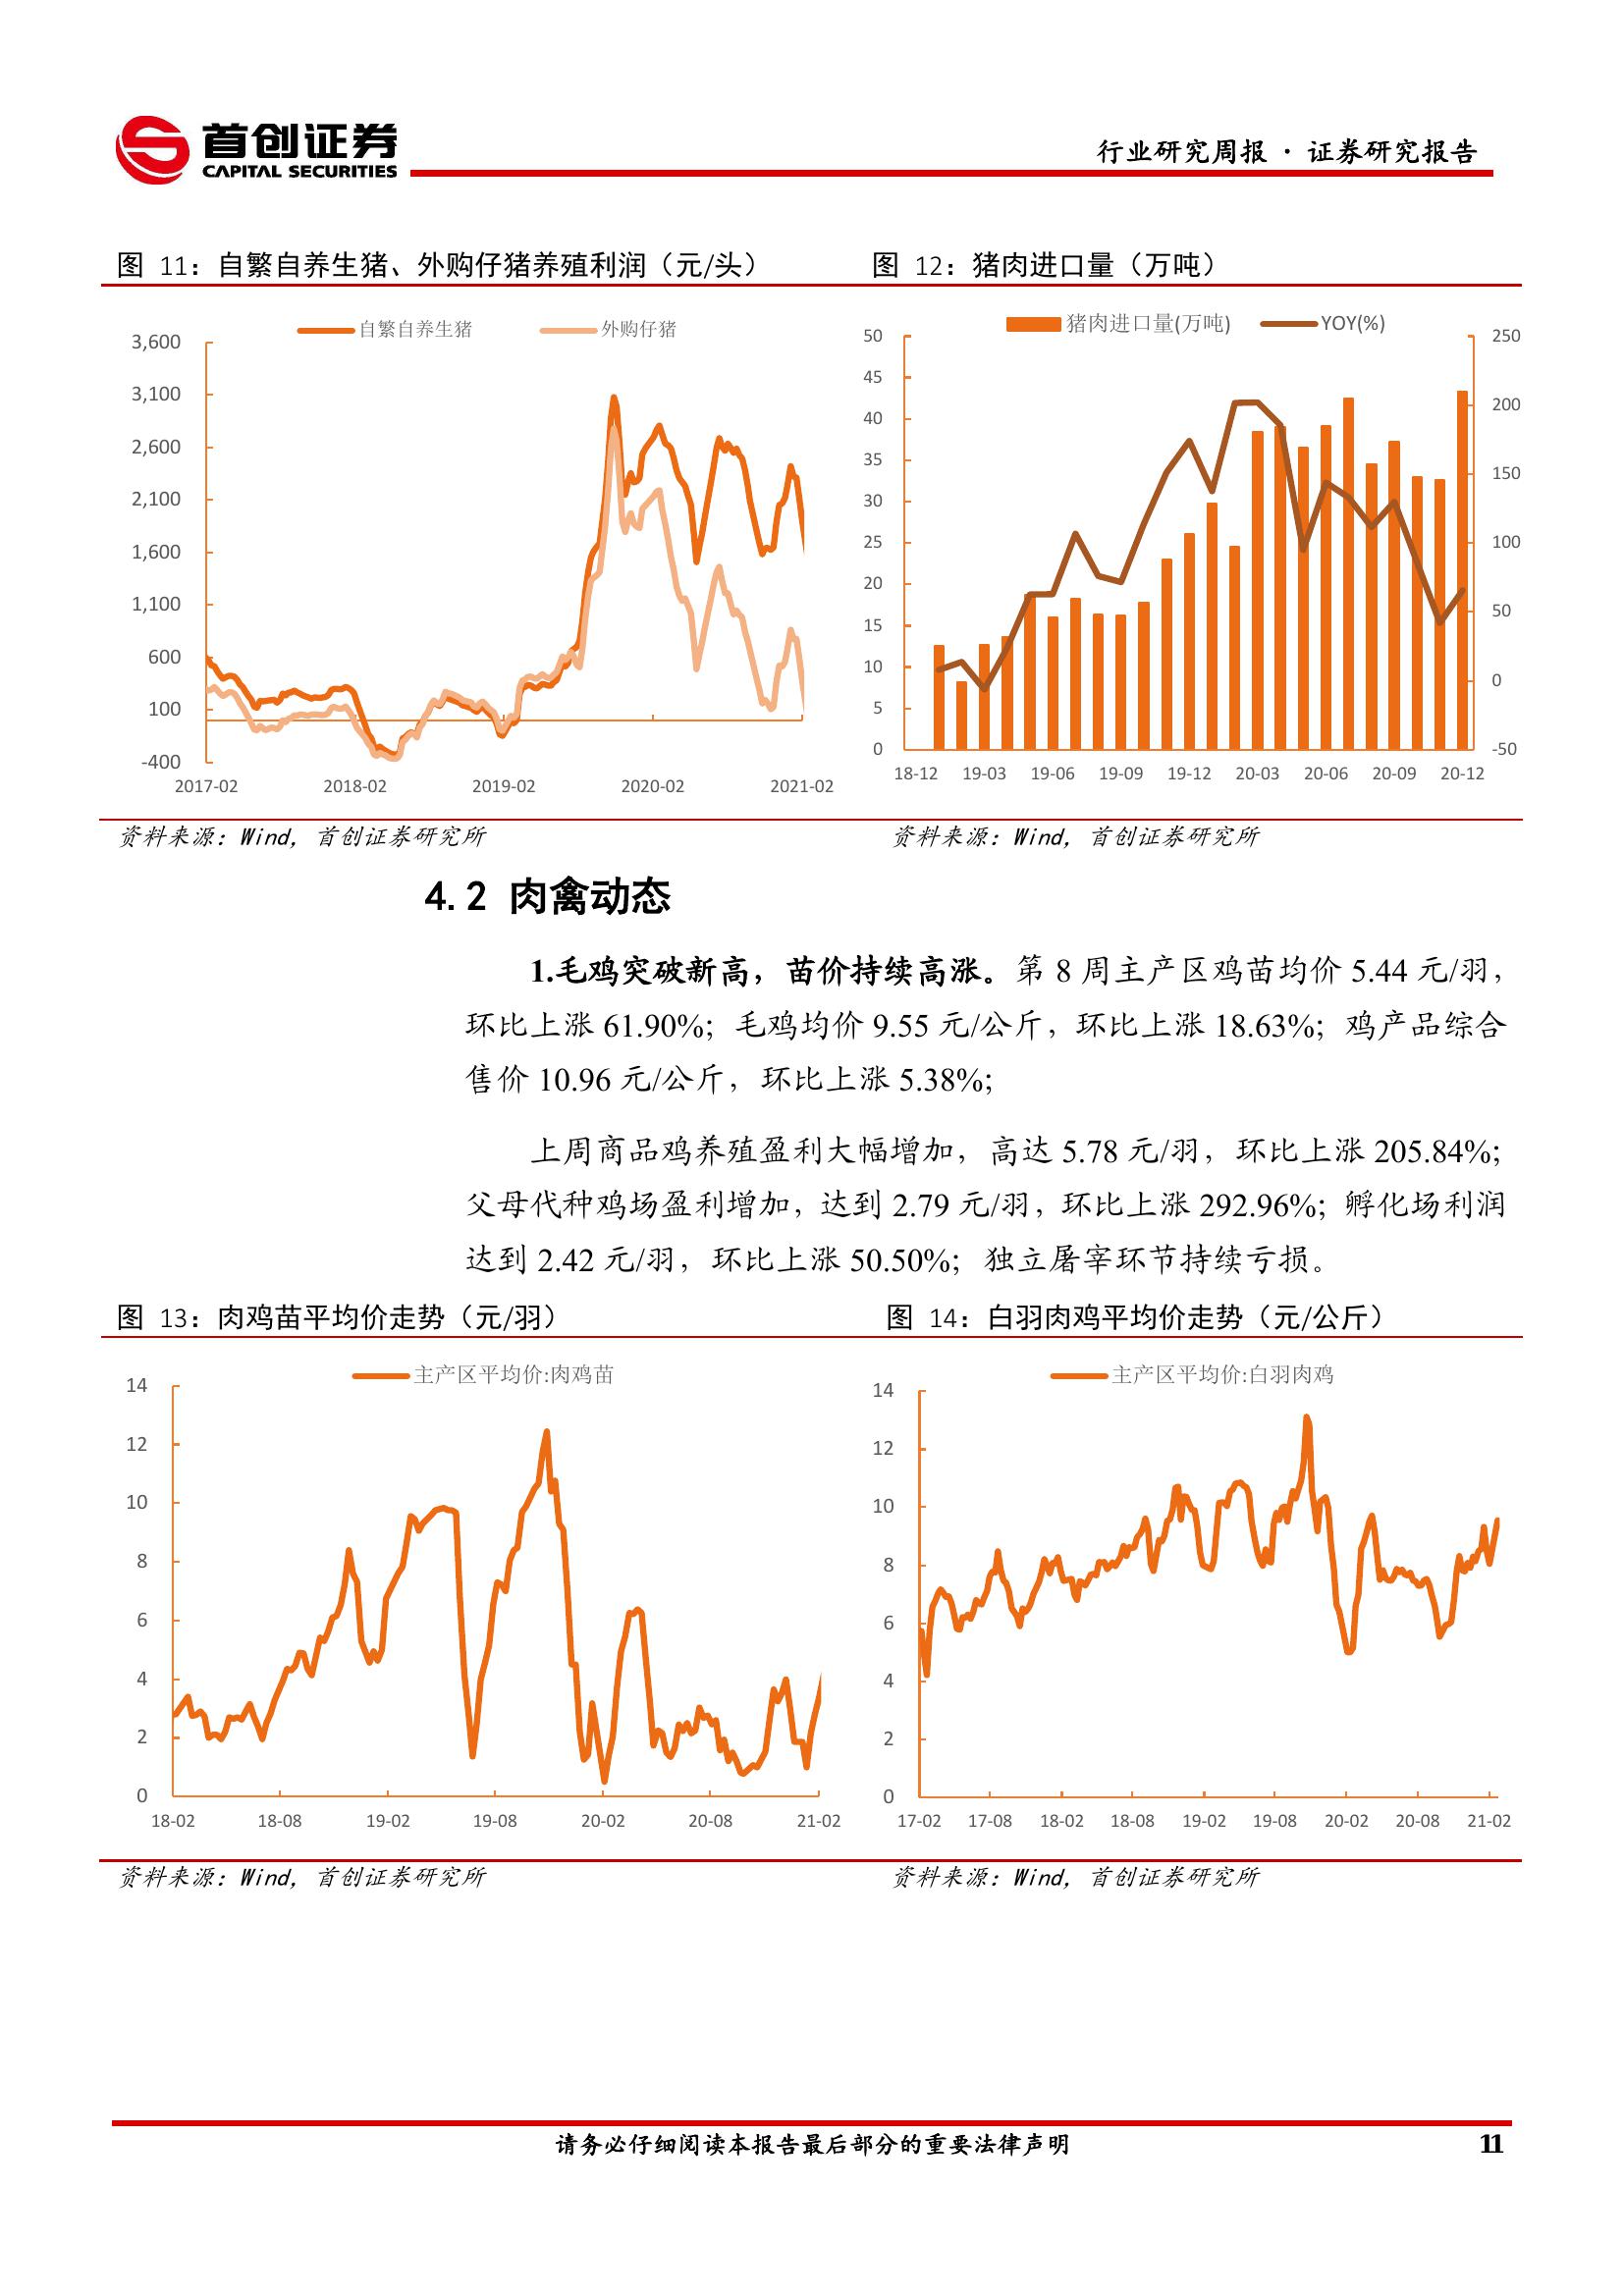 首创证券
CAPITAL SECURITIES
行业研究周报 · 证券研究报告
图 11：自繁自养生猪、外购仔猪养殖利润（元/头）
图 12：猪肉进口量（万吨）
自繁自养生猪 外购仔猪
3,600
3,100
2,600
2,100
1,600
1,100
600
100
-400
2017-02 2018-02 2019-02 2020-02 2021-02
猪肉进口量(万吨) YOY(%)
50
45
40
35
30
25
20
15
10
5
0
250
200
150
100
50
0
-50
18-12 19-03 19-06 19-09 19-12 20-03 20-06 20-09 20-12
资料来源：Wind，首创证券研究所
资料来源：Wind，首创证券研究所
4.2 肉禽动态
1.毛鸡突破新高，苗价持续高涨。第 8 周主产区鸡苗均价 5.44 元/羽，
环比上涨 61.90%；毛鸡均价 9.55 元/公斤，环比上涨 18.63%；鸡产品综合
售价 10.96 元/公斤，环比上涨 5.38%；
上周商品鸡养殖盈利大幅增加，高达 5.78 元/羽，环比上涨 205.84%；
父母代种鸡场盈利增加，达到 2.79 元/羽，环比上涨 292.96%；孵化场利润
达到 2.42 元/羽，环比上涨 50.50%；独立屠宰环节持续亏损。
图 13：肉鸡苗平均价走势（元/羽）
图 14：白羽肉鸡平均价走势（元/公斤）
主产区平均价:肉鸡苗
14
12
10
8
6
4
2
0
18-02 18-08 19-02 19-08 20-02 20-08 21-02
主产区平均价:白羽肉鸡
14
12
10
8
6
4
2
0
17-02 17-08 18-02 18-08 19-02 19-08 20-02 20-08 21-02
资料来源：Wind，首创证券研究所
资料来源：Wind，首创证券研究所
请务必仔细阅读本报告最后部分的重要法律声明
11